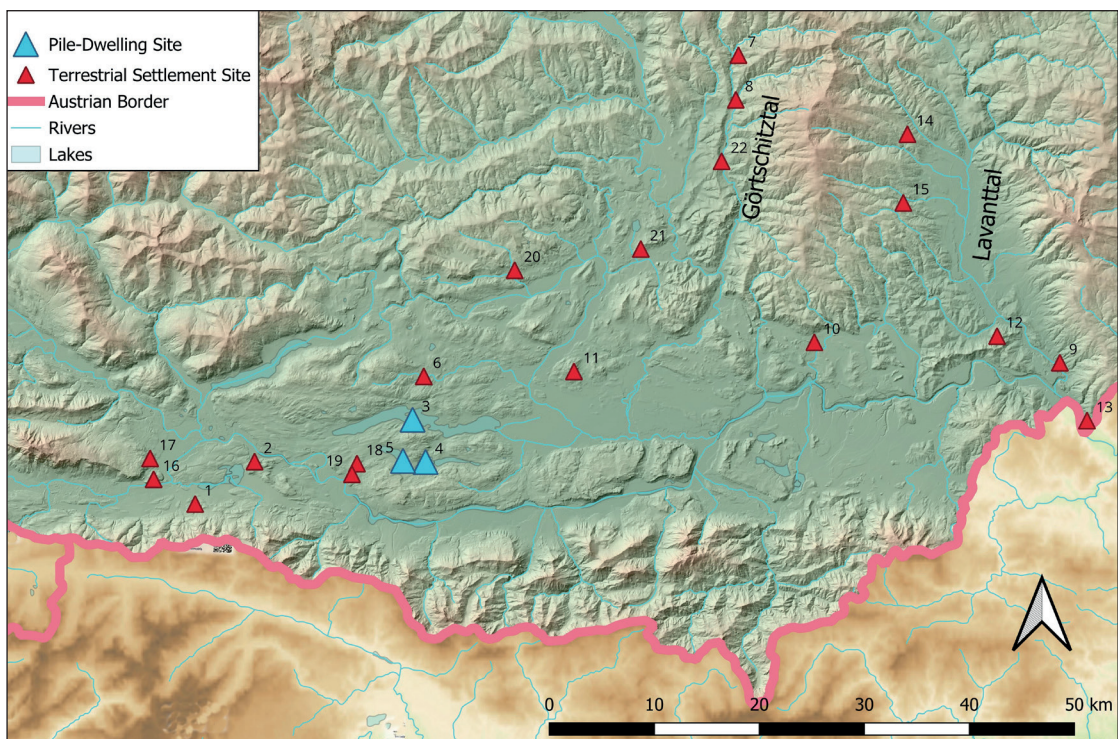 Pile-Dwelling Site
Terrestrial Settlement Site
Austrian Border
Rivers
Lakes
7
8
14
22
Görtschitztal
15
Lavanttal
21
20
10
12
9
11
6
3
13
17
2
18
5
4
16
19
1
0 10 20 30 40 50 km